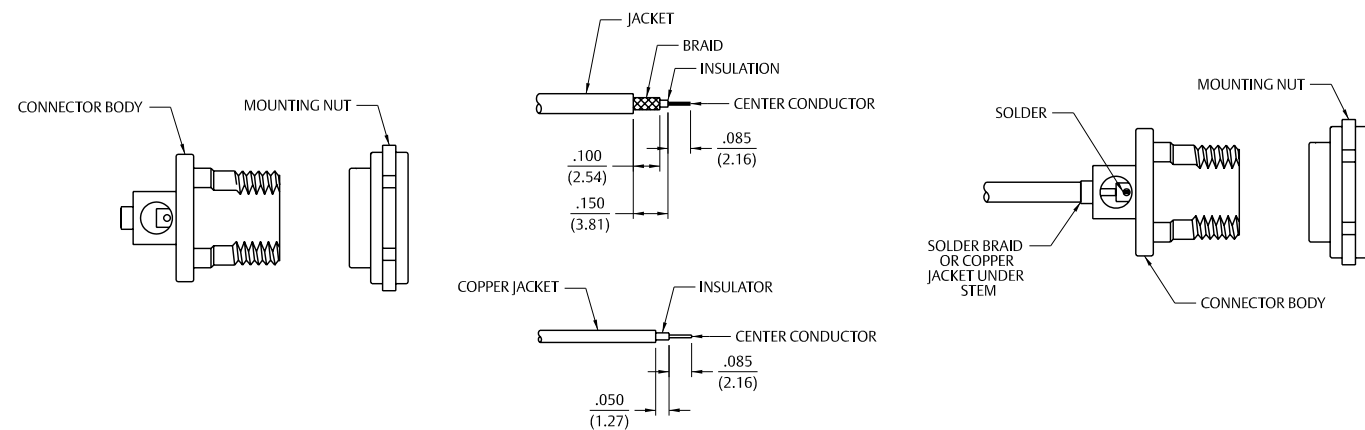 CONNECTOR BODY
MOUNTING NUT
JACKET
BRAID
INSULATION
CENTER CONDUCTOR
.085
(2.16)
.100
(2.54)
.150
(3.81)
COPPER JACKET
INSULATOR
CENTER CONDUCTOR
.085
(2.16)
.050
(1.27)
MOUNTING NUT
SOLDER
SOLDER BRAID
OR COPPER
JACKET UNDER
STEM
CONNECTOR BODY